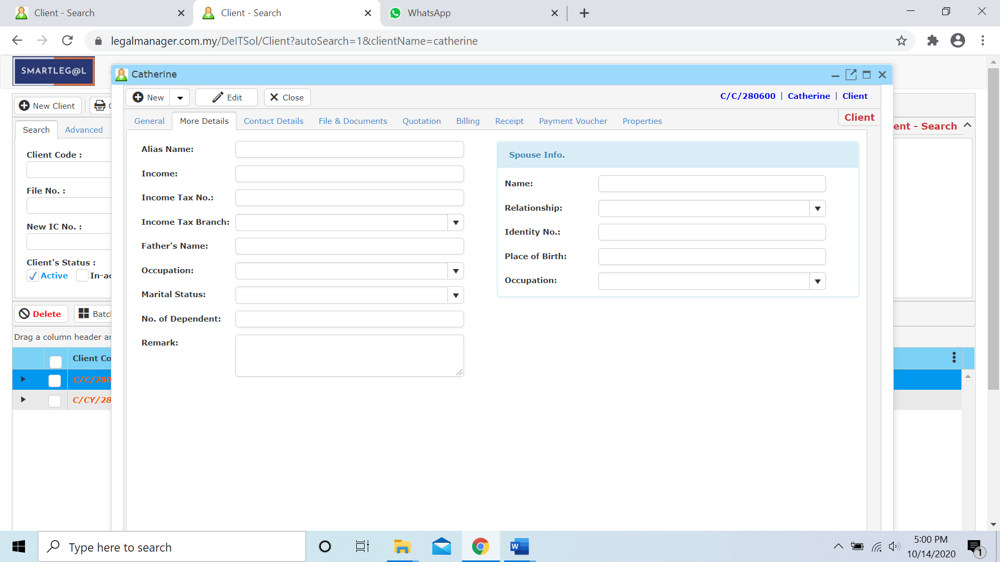 Client - Search
Client - Search
WhatsApp
legalmanager.com.my/DeITSol/Client?autoSearch=1&clientName=catherine
SMARTLEG@L
Catherine
New
Edit
Close
C/C/280600 | Catherine | Client
New Client
General
More Details
Contact Details
File & Documents
Quotation
Billing
Receipt
Payment Voucher
Properties
Client
ent - Search
Search
Advanced
Client Code :
File No. :
New IC No. :
Client's Status :
Active
In-ac
Alias Name:
Income:
Income Tax No.:
Income Tax Branch:
Father's Name:
Occupation:
Marital Status:
No. of Dependent:
Remark:
Spouse Info.
Name:
Relationship:
Identity No.:
Place of Birth:
Occupation:
Delete
Batc
Drag a column header an
Client Co
C/C/280
C/CY/28
Type here to search
5:00 PM
10/14/2020
1